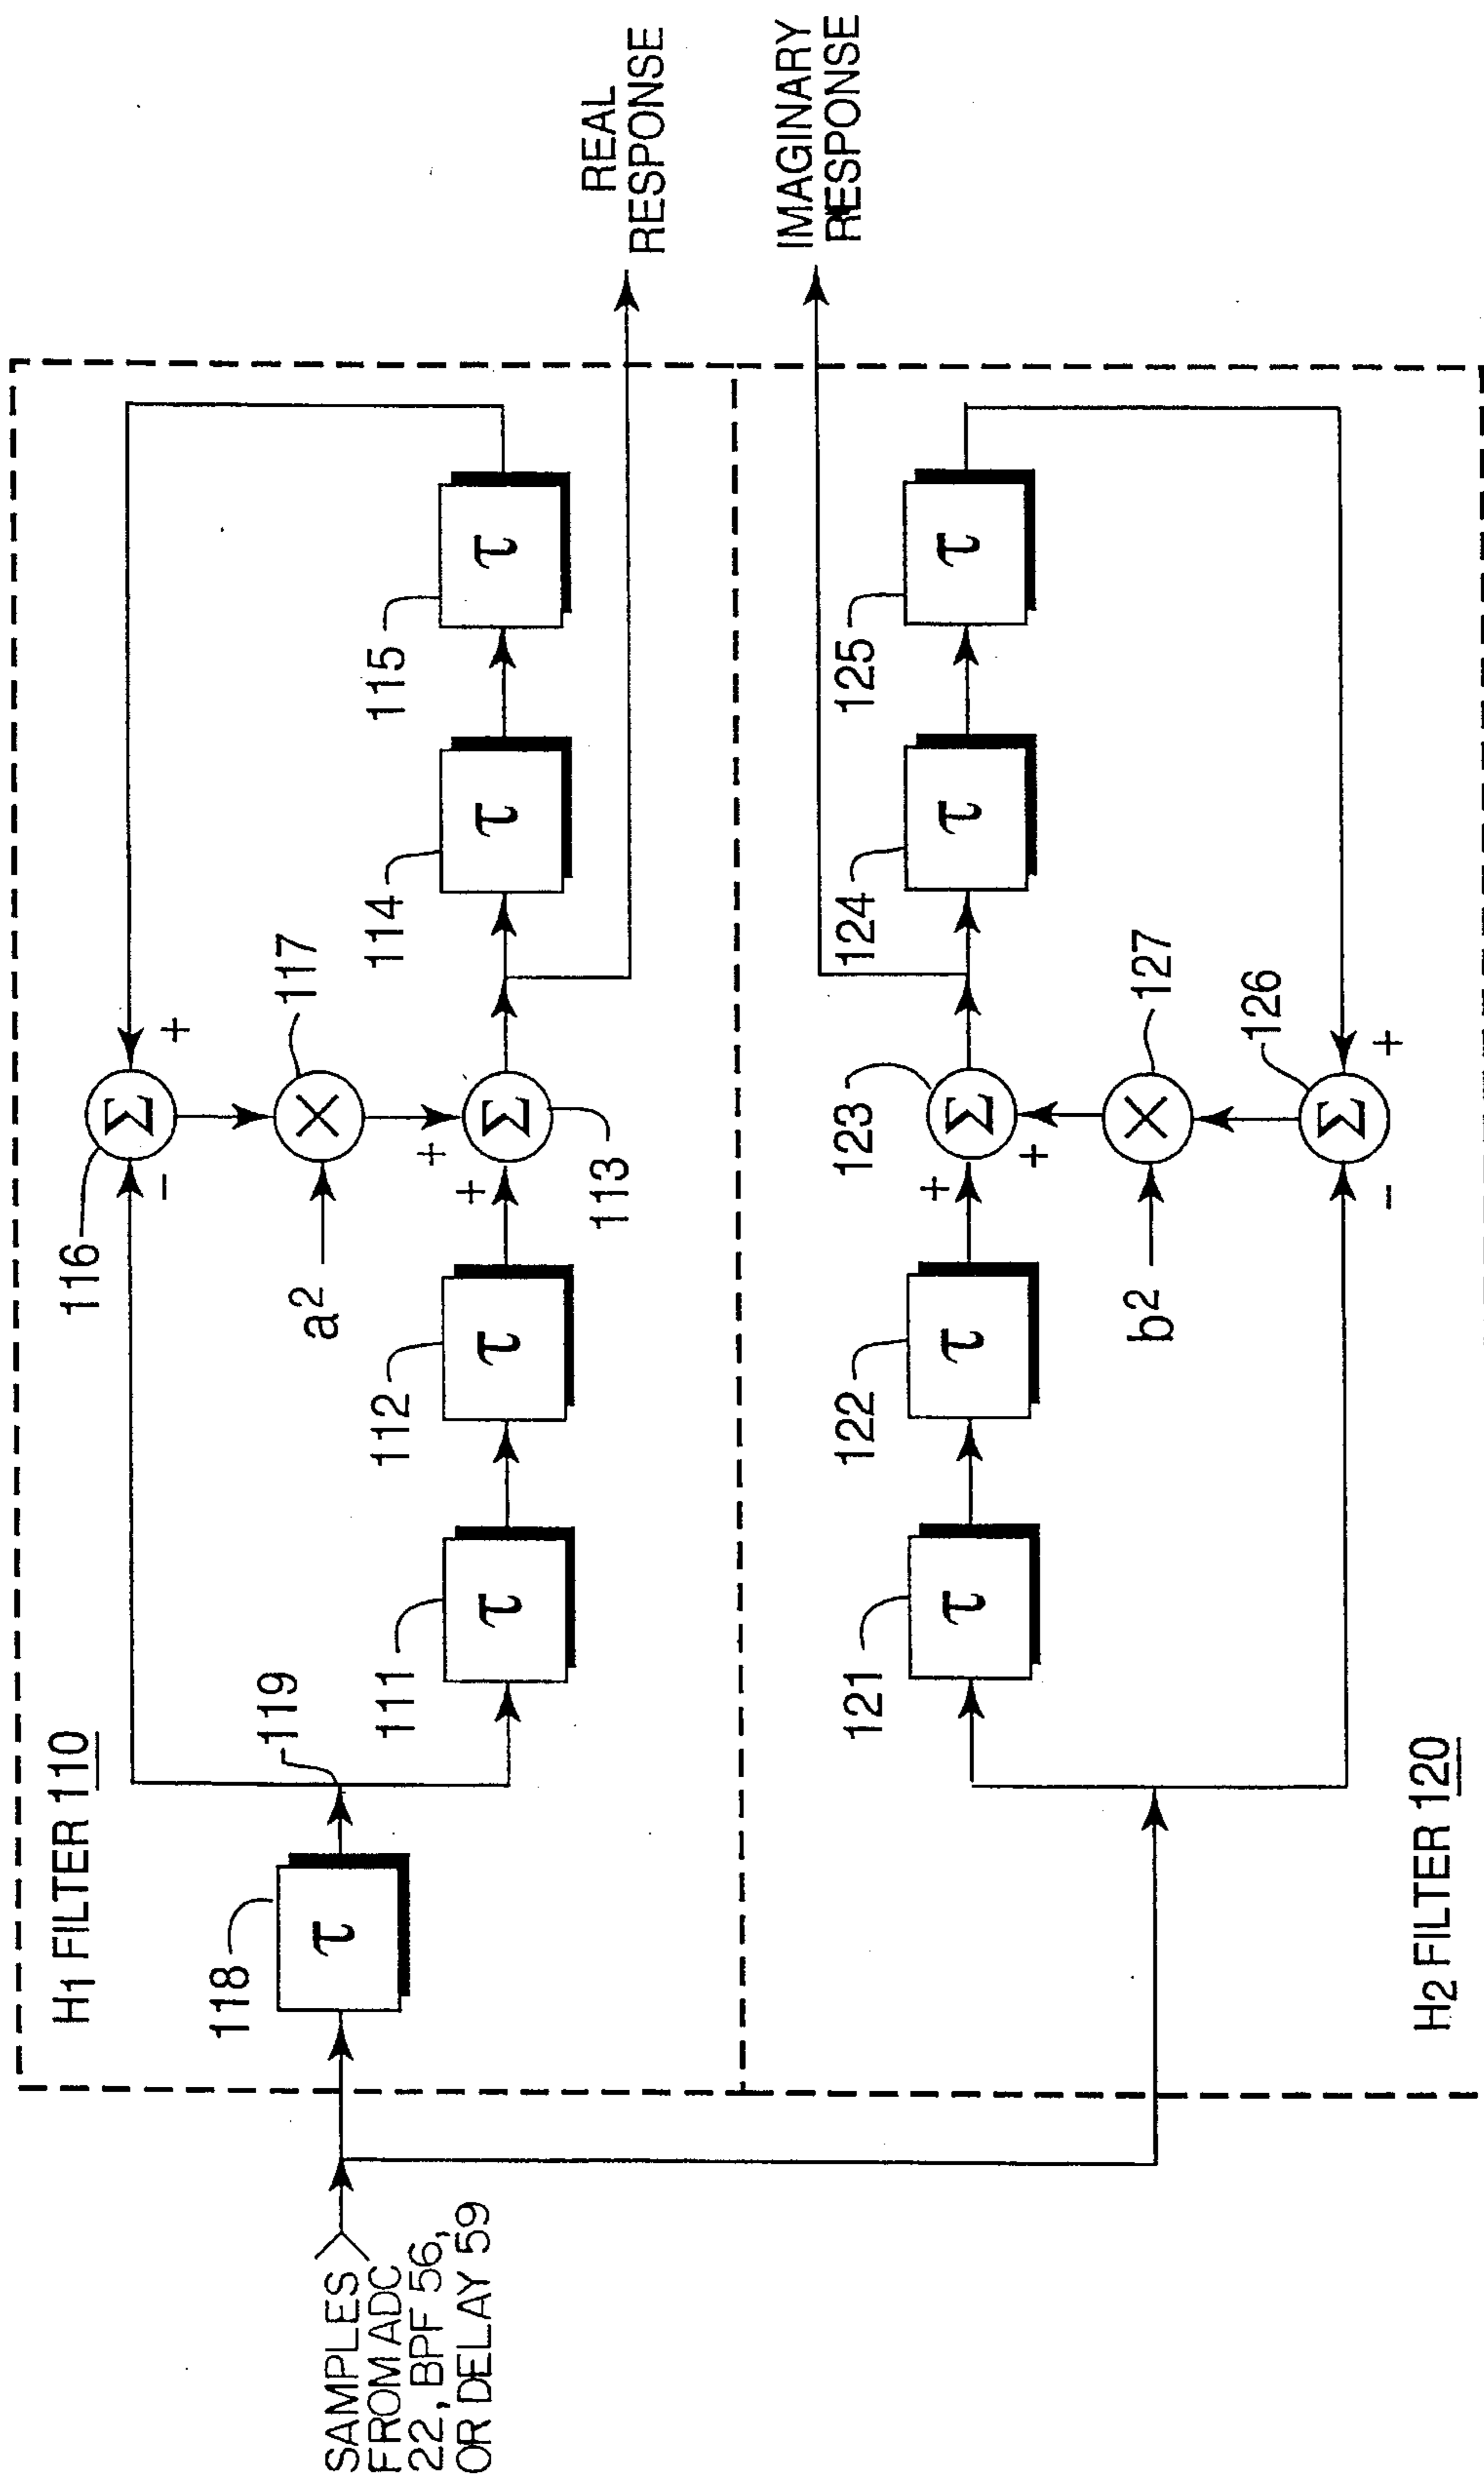 SAMPLES
FROM ADC
22, BPF 56,
OR DELAY 59
H1 FILTER 110
118
τ
119
111
τ
112
τ
116
Σ
−
+
a2
117
×
+
+
Σ
113
114
τ
115
τ
REAL
RESPONSE
IMAGINARY
RESPONSE
121
τ
122
τ
123
Σ
+
+
124
τ
125
τ
b2
127
×
126
Σ
−
+
H2 FILTER 120